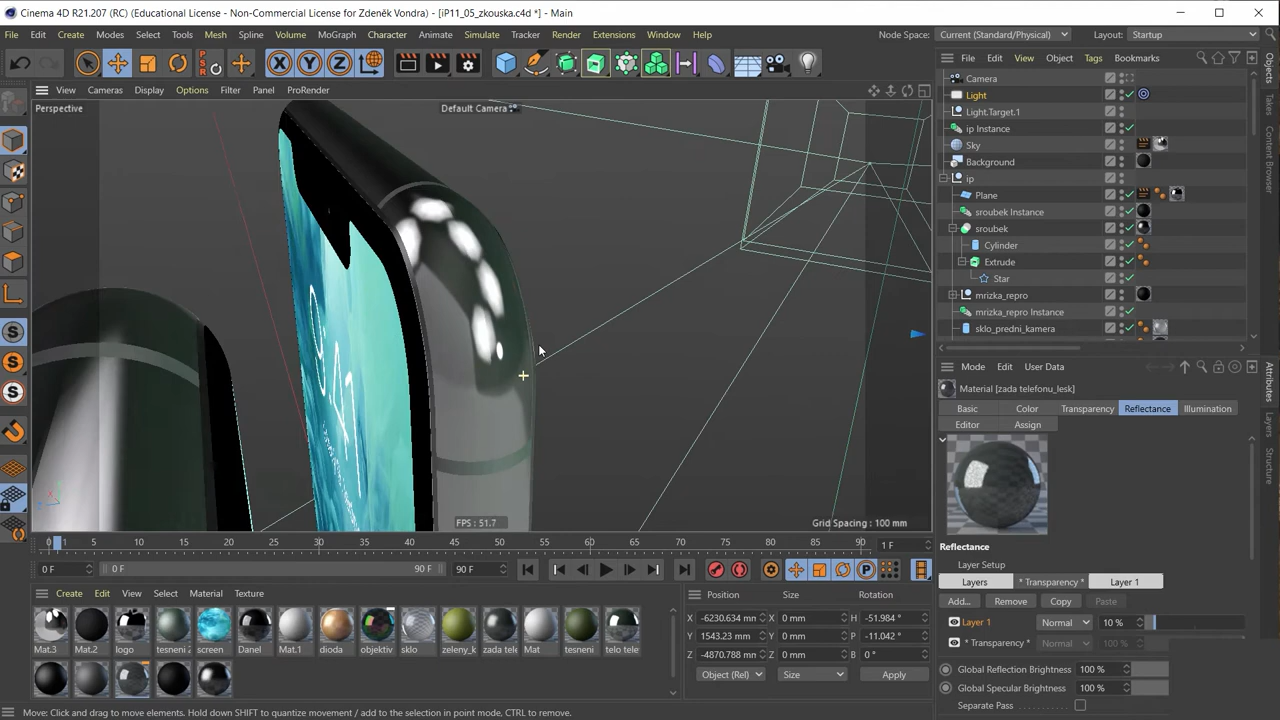 Cinema 4D R21.207 (RC) (Educational License - Non-Commercial License for Zdeněk Vondra) - [iP11_05_zkouska.c4d *] - Main
File Edit Create Modes Select Tools Mesh Spline Volume MoGraph Character Animate Simulate Tracker Render Extensions Window Help Node Space: Current (Standard/Physical) Layout: Startup
View Cameras Display Options Filter Panel ProRender
Perspective
Default Camera
FPS : 51.7
Grid Spacing : 100 mm
File Edit View Object Tags Bookmarks
Camera
Light
Light.Target.1
ip Instance
Sky
Background
ip
Plane
sroubek Instance
sroubek
Cylinder
Extrude
Star
mrizka_repro
mrizka_repro Instance
sklo_predni_kamera
Objects
Takes
Content Browser
Mode Edit User Data
Material [zada telefonu_lesk]
Basic Color Transparency Reflectance Illumination
Editor Assign
Reflectance
Layer Setup
Layers * Transparency * Layer 1
Add... Remove Copy Paste
Layer 1 Normal 10 %
* Transparency * Normal 100 %
Global Reflection Brightness 100 %
Global Specular Brightness 100 %
Separate Pass
Attributes
Layers
Structure
0 5 10 15 20 25 30 35 40 45 50 55 60 65 70 75 80 85 90 1 F
0 F 0 F 90 F 90 F
Create Edit View Select Material Texture
Mat.3 Mat.2 logo tesneni 2 screen Danel Mat.1 dioda objektiv sklo zeleny_k zada tele Mat tesneni telo tele
Position Size Rotation
X -6230.634 mm X 0 mm H -51.984 °
Y 1543.23 mm Y 0 mm P -11.042 °
Z -4870.788 mm Z 0 mm B 0 °
Object (Rel) Size Apply
Move: Click and drag to move elements. Hold down SHIFT to quantize movement / add to the selection in point mode, CTRL to remove.